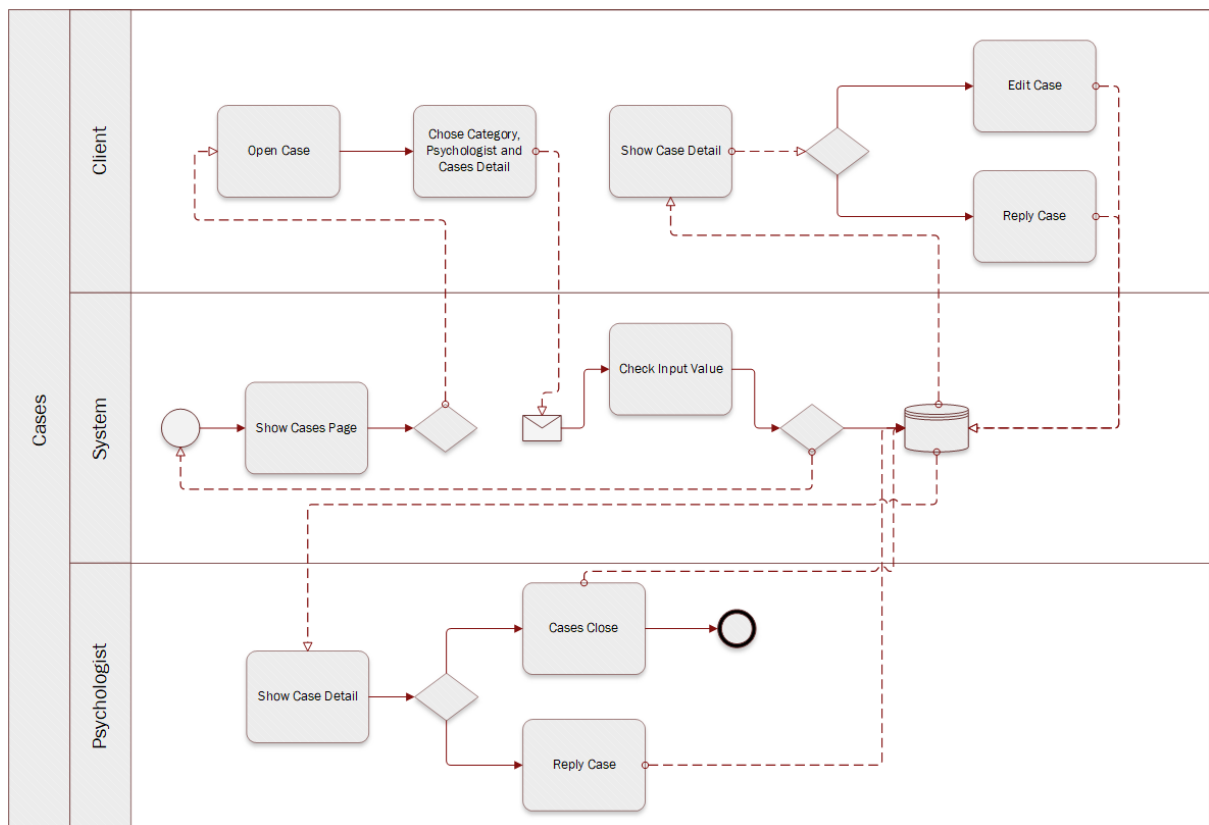 Cases
Client
Open Case
Chose Category,
Psychologist and
Cases Detail
Show Case Detail
Edit Case
Reply Case
System
Show Cases Page
Check Input Value
Psychologist
Show Case Detail
Cases Close
Reply Case